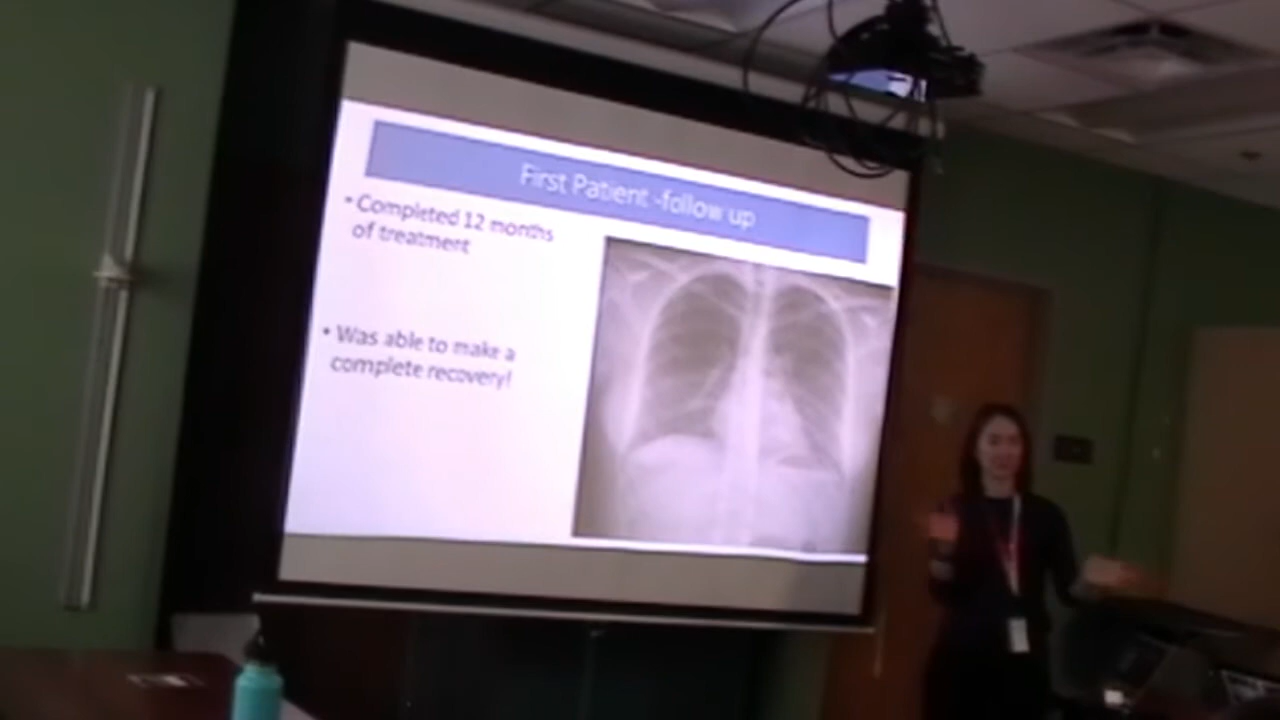 First Patient -follow up
• Completed 12 months
of treatment
• Was able to make a
complete recovery!